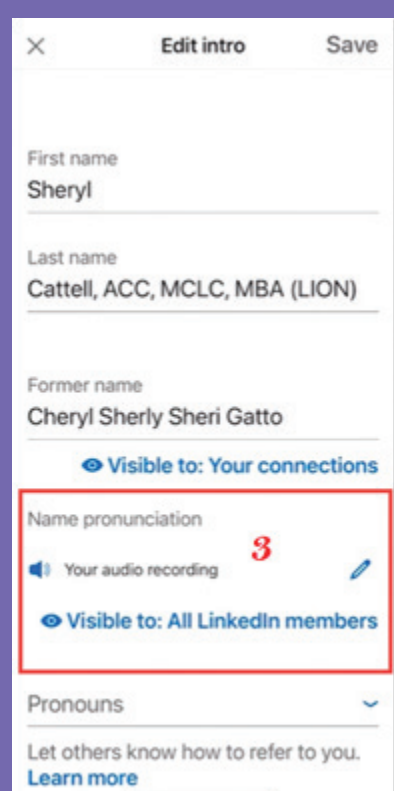 Edit intro Save
First name
Sheryl
Last name
Cattell, ACC, MCLC, MBA (LION)
Former name
Cheryl Sherly Sheri Gatto
Visible to: Your connections
Name pronunciation
3
Your audio recording
Visible to: All LinkedIn members
Pronouns
Let others know how to refer to you.
Learn more